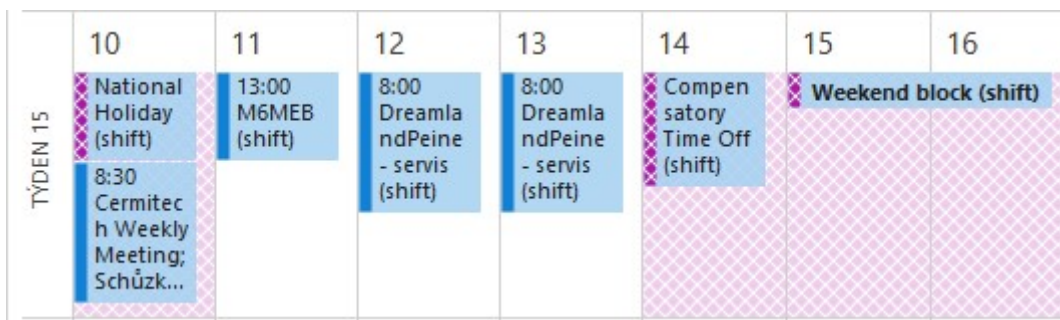 10
11
12
13
14
15
16
TÝDEN 15
National
Holiday
(shift)
8:30
Cermitec
h Weekly
Meeting;
Schůzk...
13:00
M6MEB
(shift)
8:00
Dreamla
ndPeine
- servis
(shift)
8:00
Dreamla
ndPeine
- servis
(shift)
Compen
satory
Time Off
(shift)
Weekend block (shift)